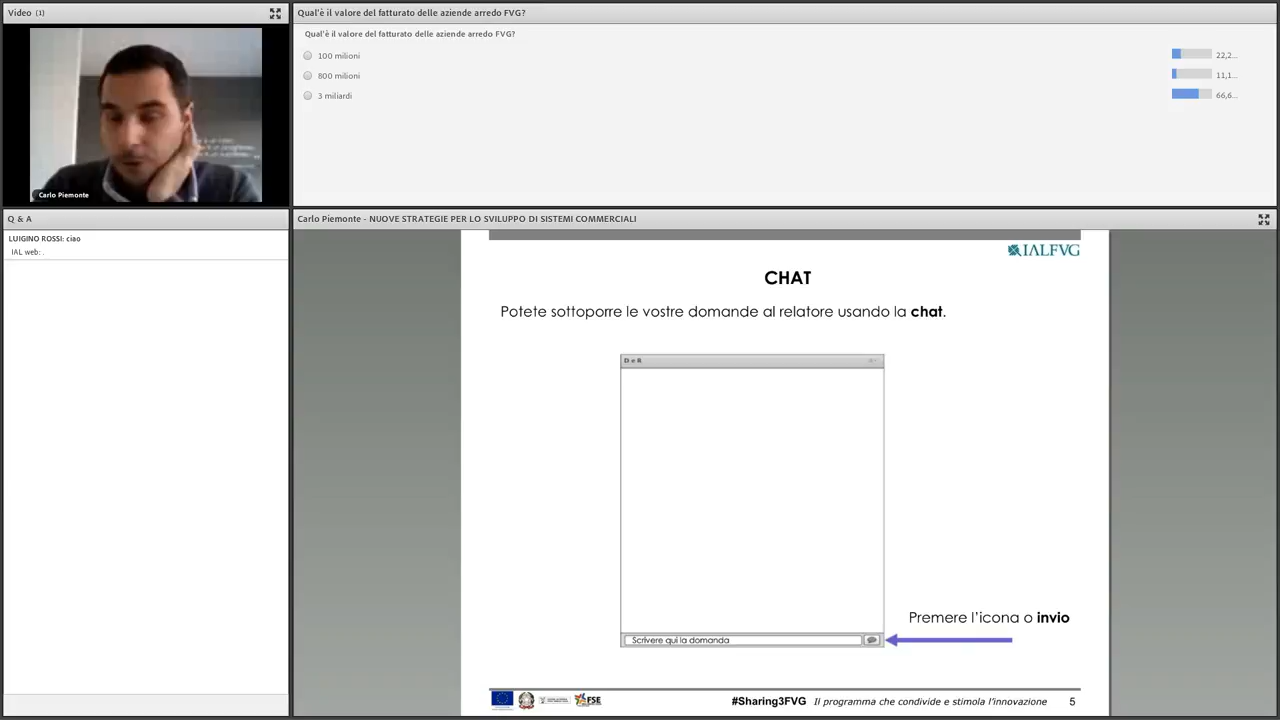 Video (1)
Carlo Piemonte
Qual'è il valore del fatturato delle aziende arredo FVG?
Qual'è il valore del fatturato delle aziende arredo FVG?
100 milioni 22,2...
800 milioni 11,1...
3 miliardi 66,6...
Q & A
LUIGINO ROSSI: ciao
IAL web: .
Carlo Piemonte - NUOVE STRATEGIE PER LO SVILUPPO DI SISTEMI COMMERCIALI
IALFVG
CHAT
Potete sottoporre le vostre domande al relatore usando la chat.
D e R
Premere l'icona o invio
Scrivere qui la domanda
FSE
#Sharing3FVG Il programma che condivide e stimola l'innovazione 5